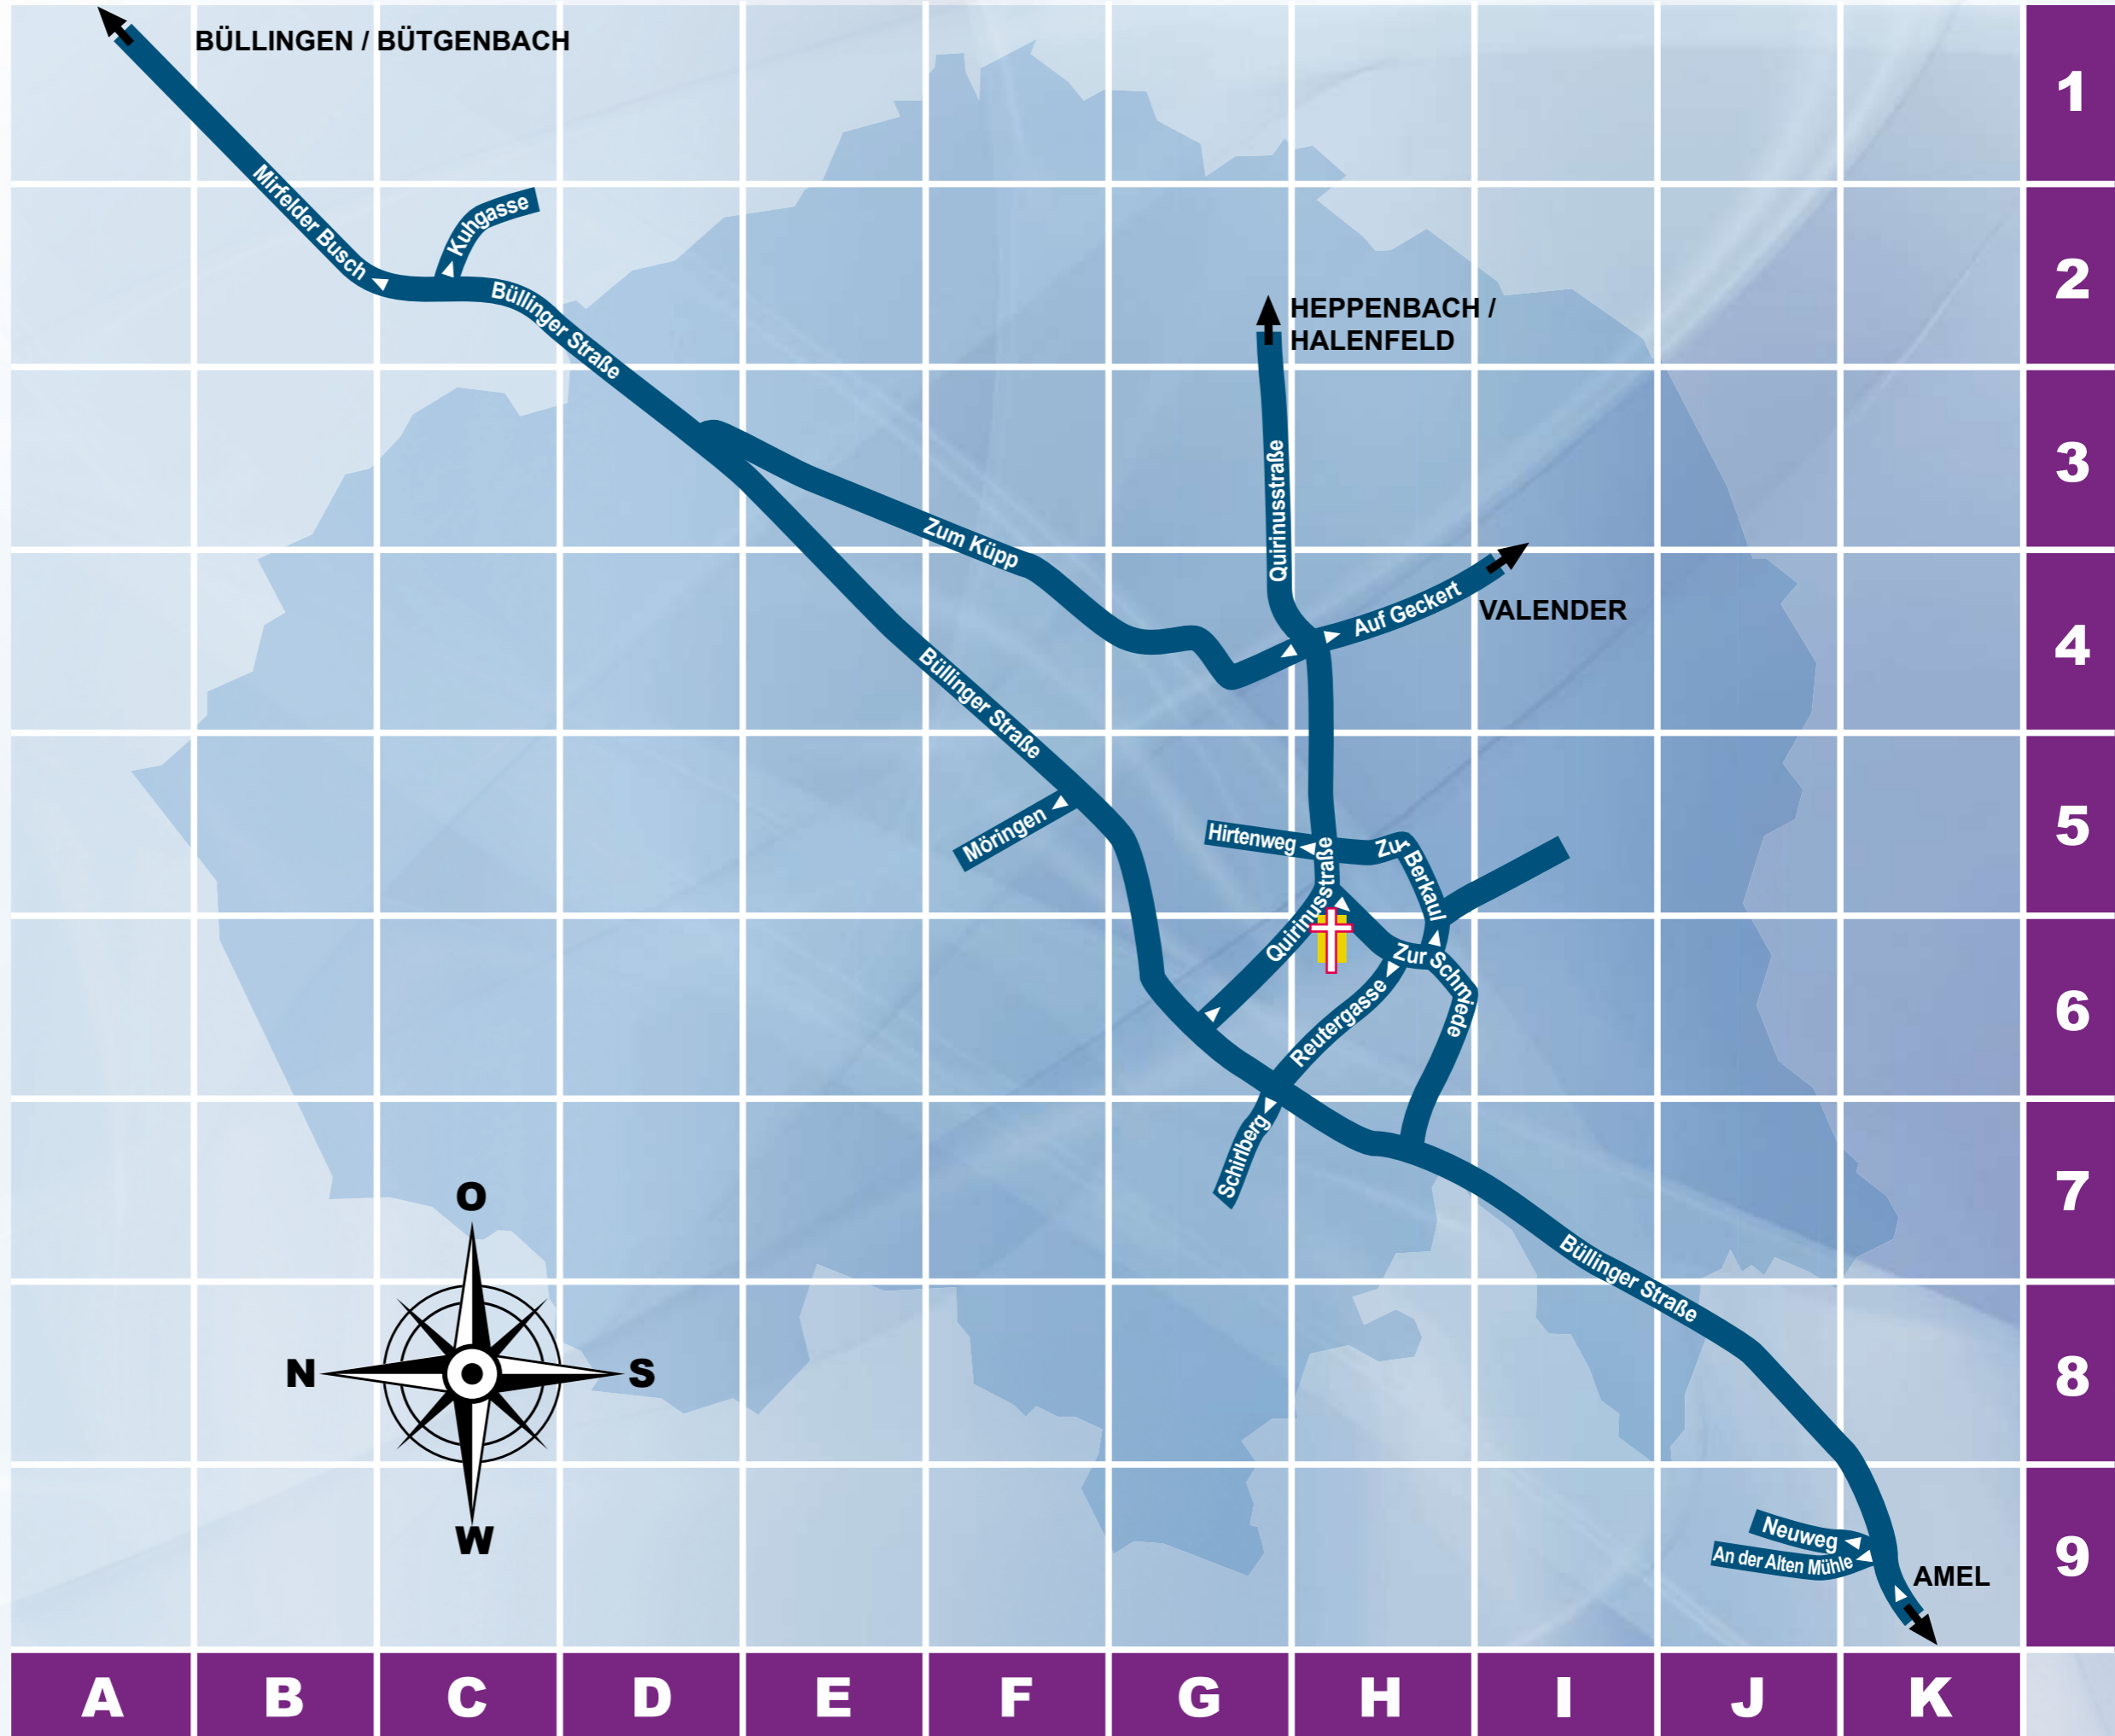 BÜLLINGEN / BÜTGENBACH
1
Mirfelder Busch
Kuhgasse
2
Büllinger Straße
HEPPENBACH /
HALENFELD
3
Quirinusstraße
Zum Küpp
Auf Geckert
VALENDER
4
Büllinger Straße
5
Möringen
Hirtenweg
Zur Berkaul
Quirinusstraße
Zur Schmiede
6
Reutergasse
Schirlberg
7
Büllinger Straße
O
N
S
W
8
Neuweg
An der Alten Mühle
9
AMEL
A
B
C
D
E
F
G
H
I
J
K